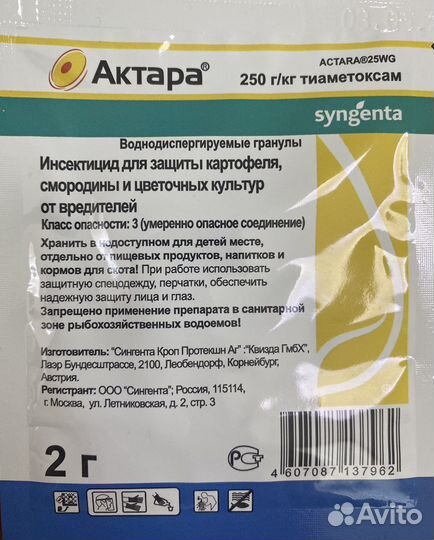 Актара®
ACTARA®25WG
250 г/кг тиаметоксам
syngenta
Воднодиспергируемые гранулы
Инсектицид для защиты картофеля,
смородины и цветочных культур
от вредителей
Класс опасности: 3 (умеренно опасное соединение)
Хранить в недоступном для детей месте,
отдельно от пищевых продуктов, напитков и
кормов для скота! При работе использовать
защитную спецодежду, перчатки, обеспечить
надежную защиту лица и глаз.
Запрещено применение препарата в санитарной
зоне рыбохозяйственных водоемов!
Изготовитель: "Сингента Кроп Протекшн Аг" :"Квизда ГмбХ",
Лаэр Бундесштрассе, 2100, Леобендорф, Корнейбург,
Австрия.
Регистрант: ООО "Сингента"; Россия, 115114,
г. Москва, ул. Летниковская, д. 2, стр. 3
2 г
РСТ
4 607087 137962
Avito